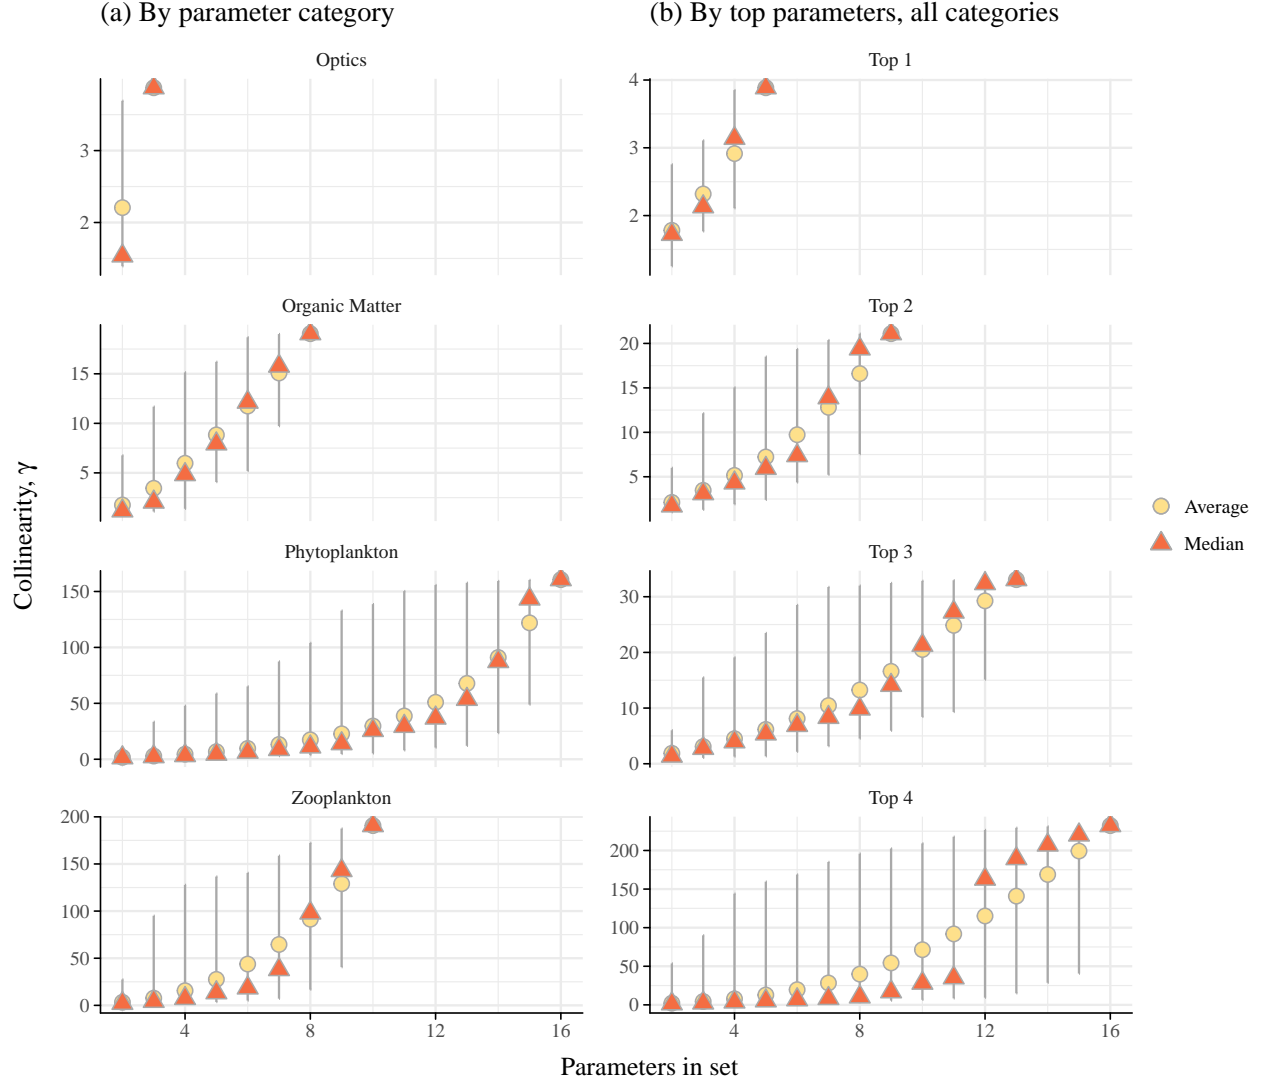 (a) By parameter category
(b) By top parameters, all categories
Optics
Top 1
3
2
4
3
2
Organic Matter
Top 2
15
10
5
20
15
10
5
Collinearity, γ
Average
Median
Phytoplankton
Top 3
150
100
50
0
30
20
10
0
Zooplankton
Top 4
200
150
100
50
0
200
150
100
50
0
4 8 12 16
4 8 12 16
Parameters in set